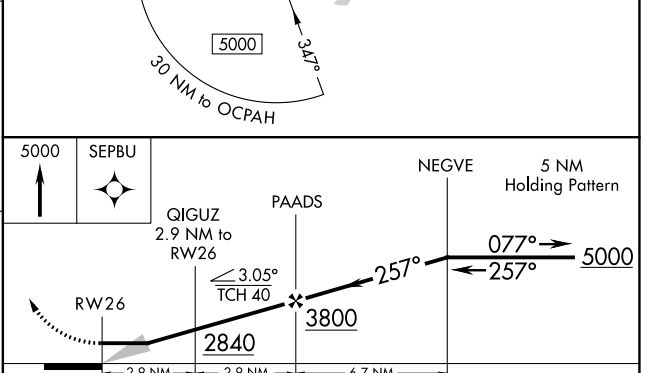 5000
347°
30 NM to OCPAH
5000
SEPBU
NEGVE
5 NM
Holding Pattern
QIGUZ
2.9 NM to
RW26
PAADS
077°
257°
5000
257°
3.05°
TCH 40
RW26
3800
2840
2.9 NM
2.9 NM
6.7 NM